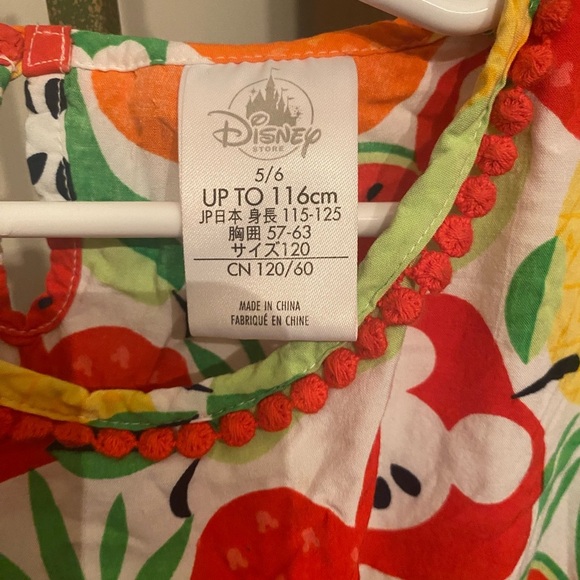 Disney
STORE
5/6
UP TO 116cm
JP日本 身長 115-125
胸囲 57-63
サイズ120
CN 120/60
MADE IN CHINA
FABRIQUÉ EN CHINE